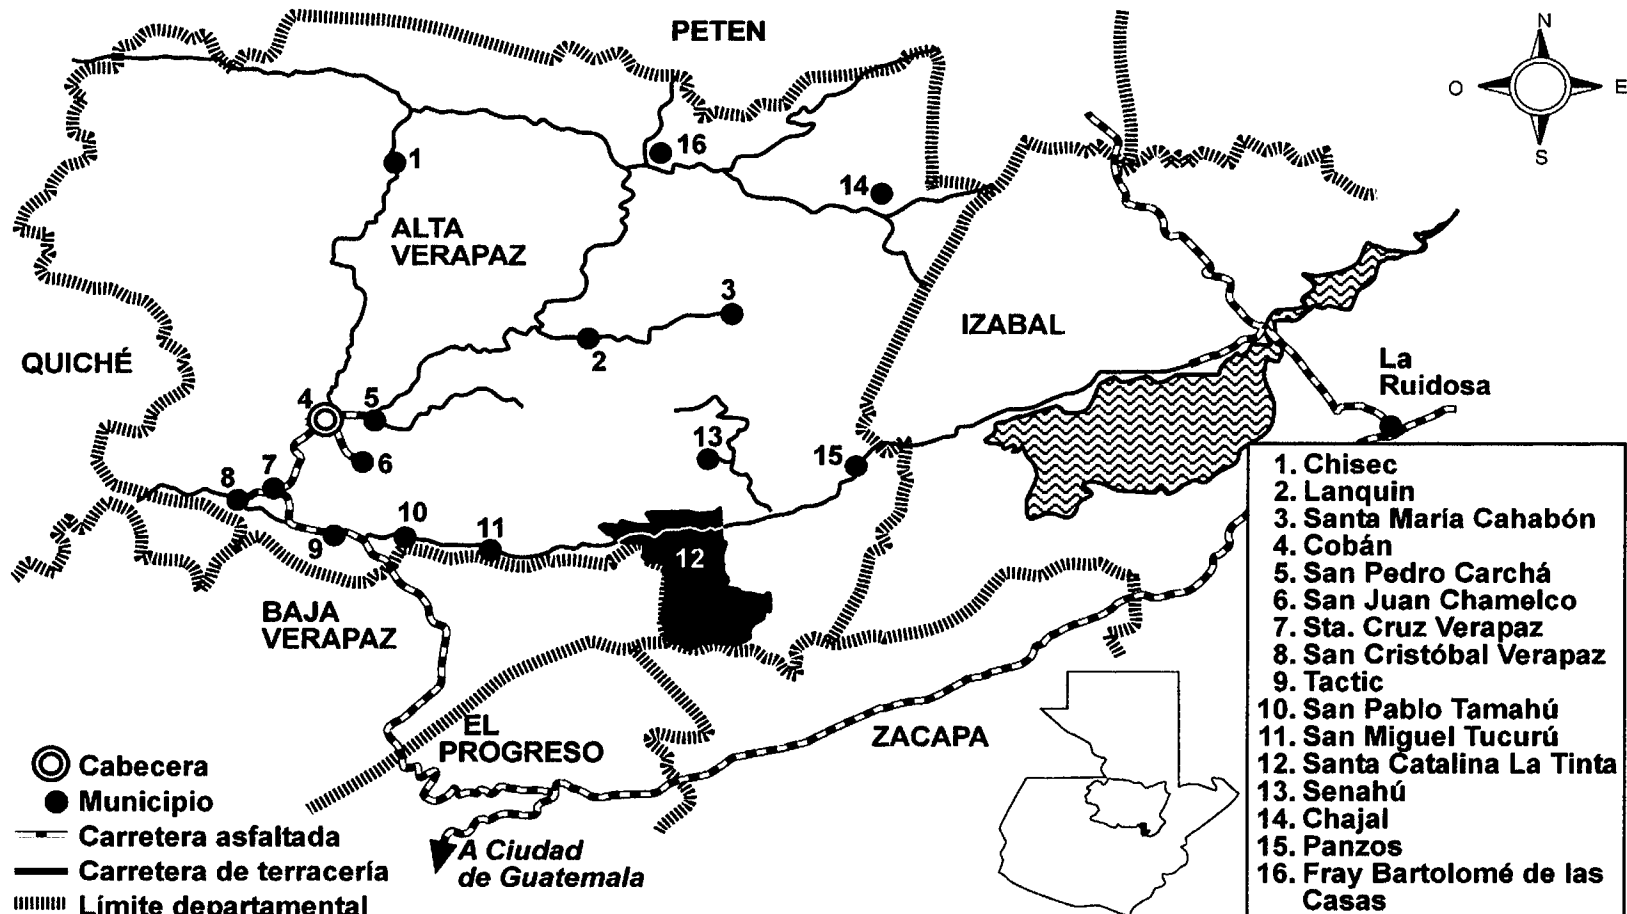 N
O
E
S
PETEN
16
1
14
ALTA
VERAPAZ
3
IZABAL
2
QUICHÉ
La
Ruidosa
4
5
13
15
6
7
8
10
11
9
12
BAJA
VERAPAZ
EL
PROGRESO
ZACAPA
A Ciudad
de Guatemala
Cabecera
Municipio
Carretera asfaltada
Carretera de terracería
Límite departamental
1. Chisec
2. Lanquin
3. Santa María Cahabón
4. Cobán
5. San Pedro Carchá
6. San Juan Chamelco
7. Sta. Cruz Verapaz
8. San Cristóbal Verapaz
9. Tactic
10. San Pablo Tamahú
11. San Miguel Tucurú
12. Santa Catalina La Tinta
13. Senahú
14. Chajal
15. Panzos
16. Fray Bartolomé de las
Casas